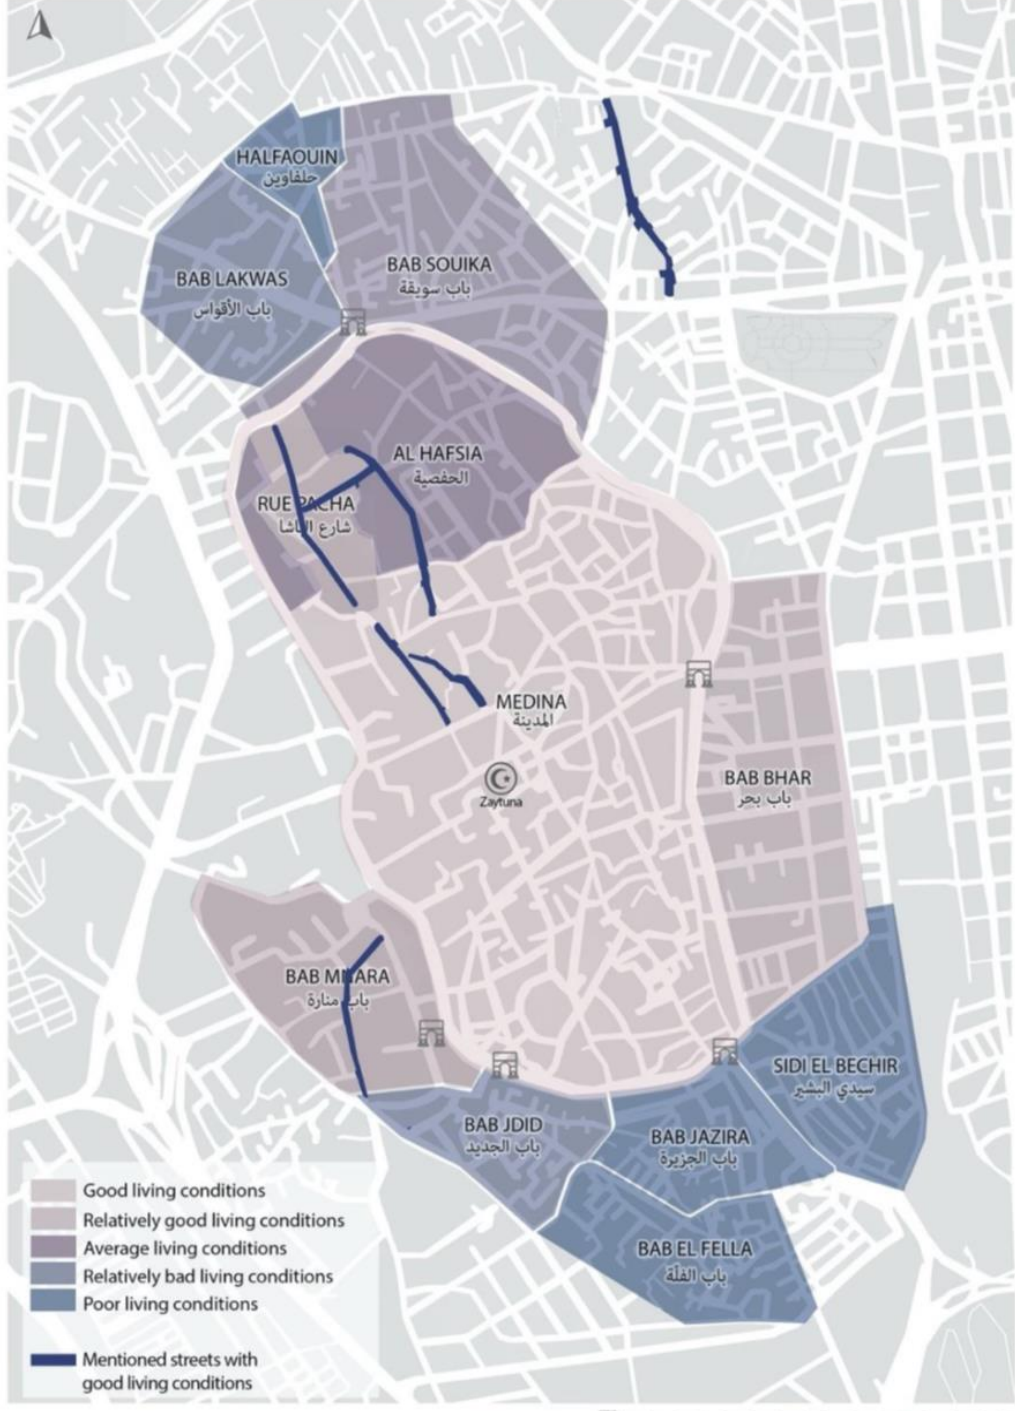 HALFAOUIN
حلفاوين
BAB LAKWAS
باب الأقواس
BAB SOUIKA
باب سويقة
AL HAFSIA
الحفصية
RUE PACHA
شارع الباشا
MEDINA
المدينة
Zaytuna
BAB BHAR
باب بحر
BAB MNARA
باب منارة
SIDI EL BECHIR
سيدي البشير
BAB JDID
باب الجديد
BAB JAZIRA
باب الجزيرة
BAB EL FELLA
باب الفلّة
Good living conditions
Relatively good living conditions
Average living conditions
Relatively bad living conditions
Poor living conditions
Mentioned streets with
good living conditions